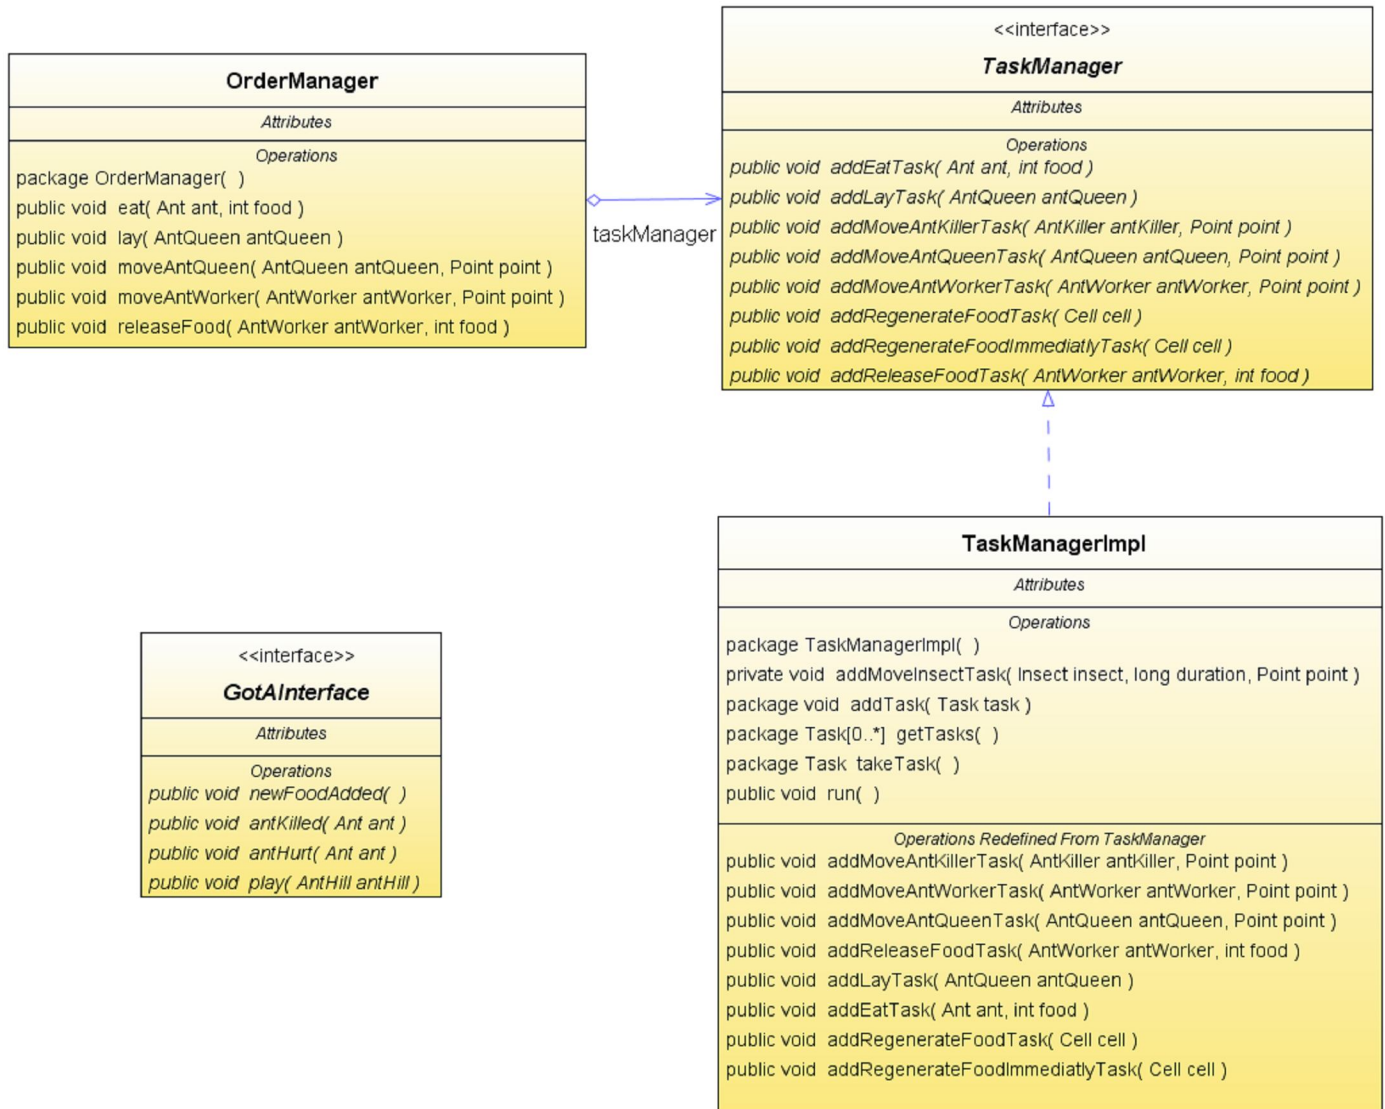 OrderManager
Attributes
Operations
package OrderManager( )
public void eat( Ant ant, int food )
public void lay( AntQueen antQueen )
public void moveAntQueen( AntQueen antQueen, Point point )
public void moveAntWorker( AntWorker antWorker, Point point )
public void releaseFood( AntWorker antWorker, int food )
taskManager
<<interface>>
TaskManager
Attributes
Operations
public void addEatTask( Ant ant, int food )
public void addLayTask( AntQueen antQueen )
public void addMoveAntKillerTask( AntKiller antKiller, Point point )
public void addMoveAntQueenTask( AntQueen antQueen, Point point )
public void addMoveAntWorkerTask( AntWorker antWorker, Point point )
public void addRegenerateFoodTask( Cell cell )
public void addRegenerateFoodImmediatlyTask( Cell cell )
public void addReleaseFoodTask( AntWorker antWorker, int food )
<<interface>>
GotAInterface
Attributes
Operations
public void newFoodAdded( )
public void antKilled( Ant ant )
public void antHurt( Ant ant )
public void play( AntHill antHill )
TaskManagerImpl
Attributes
Operations
package TaskManagerImpl( )
private void addMoveInsectTask( Insect insect, long duration, Point point )
package void addTask( Task task )
package Task[0..*] getTasks( )
package Task takeTask( )
public void run( )
Operations Redefined From TaskManager
public void addMoveAntKillerTask( AntKiller antKiller, Point point )
public void addMoveAntWorkerTask( AntWorker antWorker, Point point )
public void addMoveAntQueenTask( AntQueen antQueen, Point point )
public void addReleaseFoodTask( AntWorker antWorker, int food )
public void addLayTask( AntQueen antQueen )
public void addEatTask( Ant ant, int food )
public void addRegenerateFoodTask( Cell cell )
public void addRegenerateFoodImmediatlyTask( Cell cell )